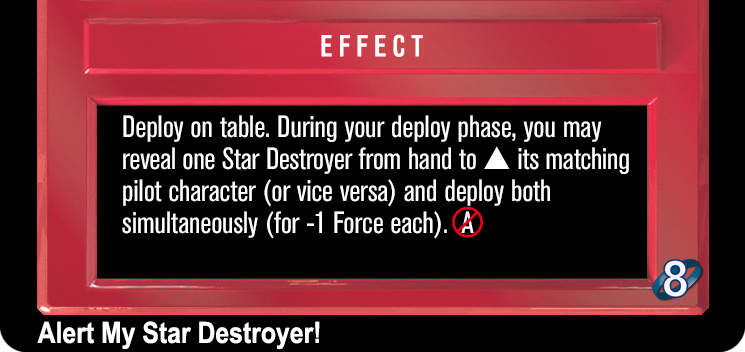 EFFECT
Deploy on table. During your deploy phase, you may
reveal one Star Destroyer from hand to ▲ its matching
pilot character (or vice versa) and deploy both
simultaneously (for -1 Force each). A
8
Alert My Star Destroyer!